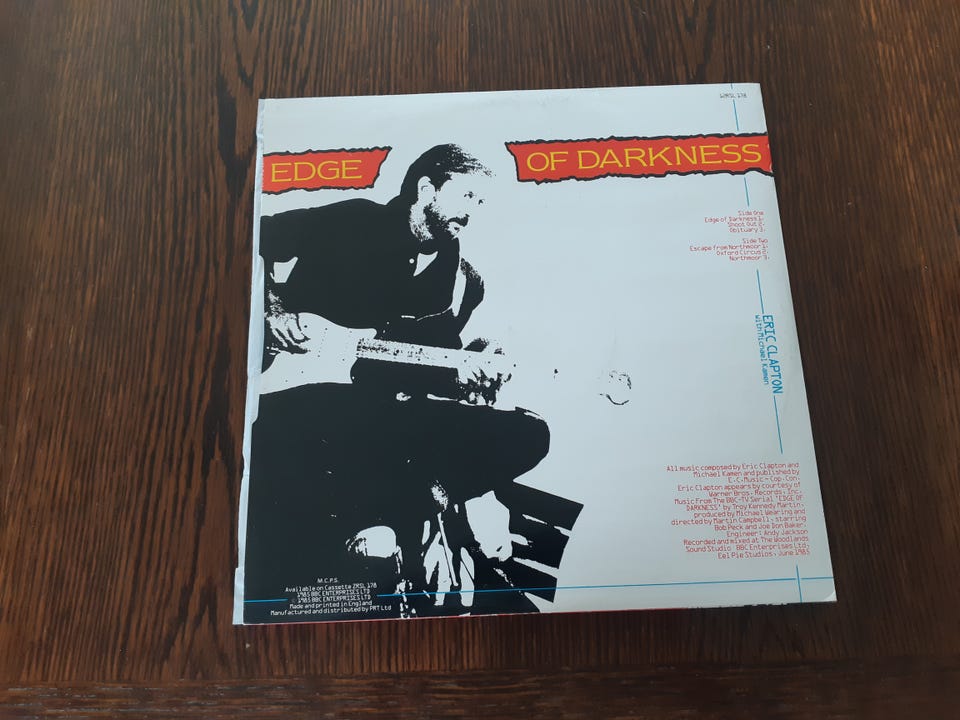 12RSL 178
EDGE OF DARKNESS
Side One
Edge of Darkness 1.
Shoot Out 2.
Obituary 3.
Side Two
Escape from Northmoor 1.
Oxford Circus 2.
Northmoor 3.
ERIC CLAPTON
with Michael Kamen
All music composed by Eric Clapton and
Michael Kamen and published by
E.C. Music - Cop. Con.
Eric Clapton appears by courtesy of
Warner Bros. Records, Inc.
Music From The BBC-TV Serial 'EDGE OF
DARKNESS' by Troy Kennedy Martin,
produced by Michael Wearing and
directed by Martin Campbell, starring
Bob Peck and Joe Don Baker.
Engineer: Andy Jackson
Recorded and mixed at The Woodlands
Sound Studio BBC Enterprises Ltd.
Eel Pie Studios, June 1985
M.C.P.S.
Available on Cassette ZRSL 178
1985 BBC ENTERPRISES LTD
© 1985 BBC ENTERPRISES LTD
Made and printed in England
Manufactured and distributed by PRT Ltd